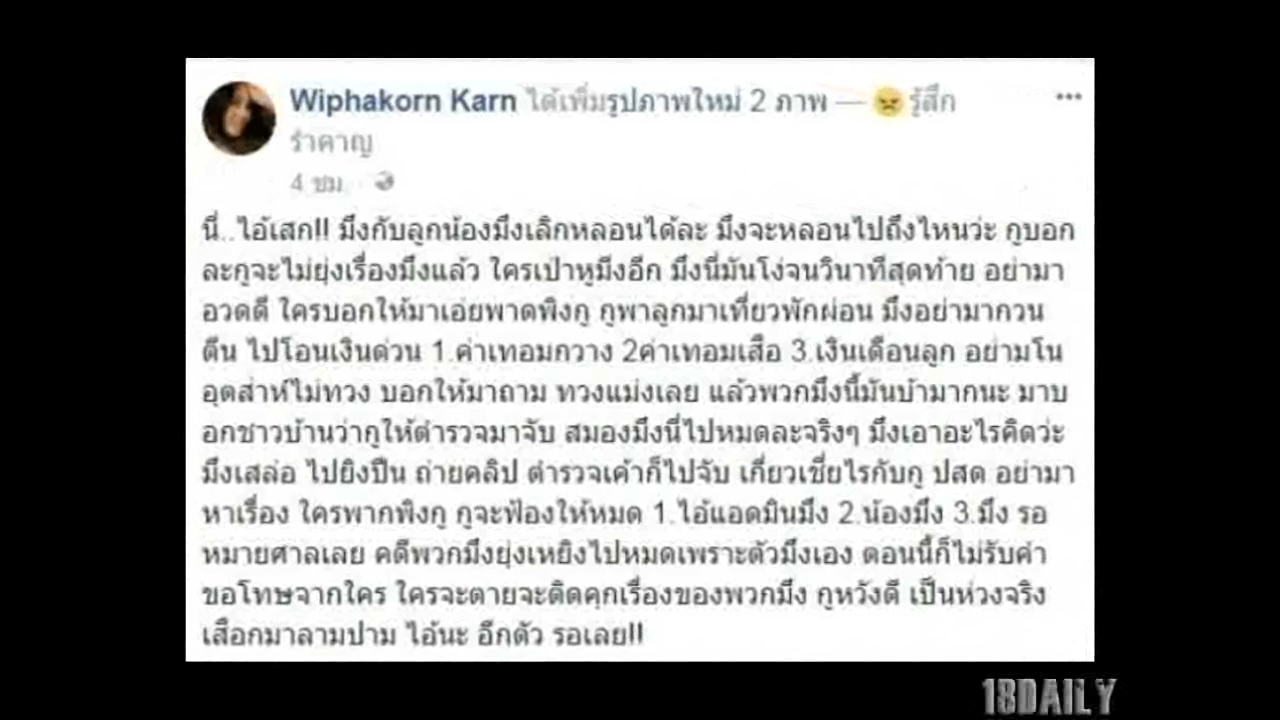 Wiphakorn Karn ได้เพิ่มรูปภาพใหม่ 2 ภาพ — รู้สึก
รำคาญ
4 ชม.
นี่..ไอ้เสก!! มึงกับลูกน้องมึงเลิกหลอนได้ละ มึงจะหลอนไปถึงไหนว่ะ กูบอก
ละกูจะไม่ยุ่งเรื่องมึงแล้ว ใครเป่าหูมึงอีก มึงนี่มันโง่จนวินาทีสุดท้าย อย่ามา
อวดดี ใครบอกให้มาเอ่ยพาดพิงกู กูพาลูกมาเที่ยวพักผ่อน มึงอย่ามากวน
ตีน ไปโอนเงินด่วน 1.ค่าเทอมกวาง 2ค่าเทอมเสือ 3.เงินเดือนลูก อย่ามโน
อุตส่าห์ไม่ทวง บอกให้มาถาม ทวงแม่งเลย แล้วพวกมึงนี้มันบ้ามากนะ มาบ
อกชาวบ้านว่ากูให้ตำรวจมาจับ สมองมึงนี่ไปหมดละจริงๆ มึงเอาอะไรคิดว่ะ
มึงเสล่อ ไปยิงปืน ถ่ายคลิป ตำรวจเค้าก็ไปจับ เกี่ยวเชี่ยไรกับกู ปสด อย่ามา
หาเรื่อง ใครพากพิงกู กูจะฟ้องให้หมด 1.ไอ้แอดมินมึง 2.น้องมึง 3.มึง รอ
หมายศาลเลย คดีพวกมึงยุ่งเหยิงไปหมดเพราะตัวมึงเอง ตอนนี้ก็ไม่รับคำ
ขอโทษจากใคร ใครจะตายจะติดคุกเรื่องของพวกมึง กูหวังดี เป็นห่วงจริง
เสือกมาลามปาม ไอ้นะ อีกตัว รอเลย!!
18DAILY